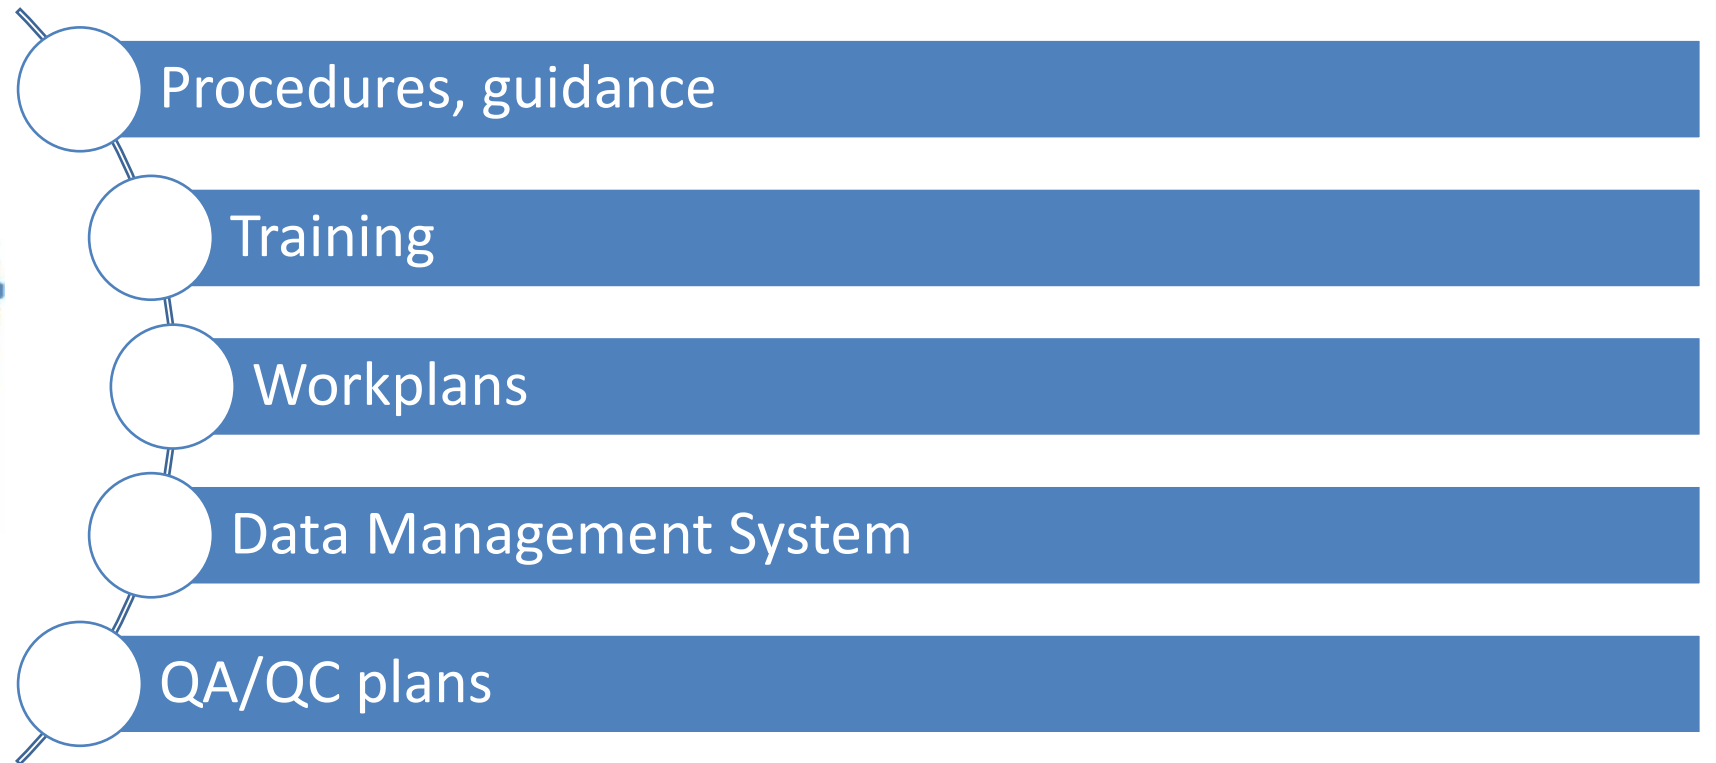 Procedures, guidance
Training
Workplans
Data Management System
QA/QC plans